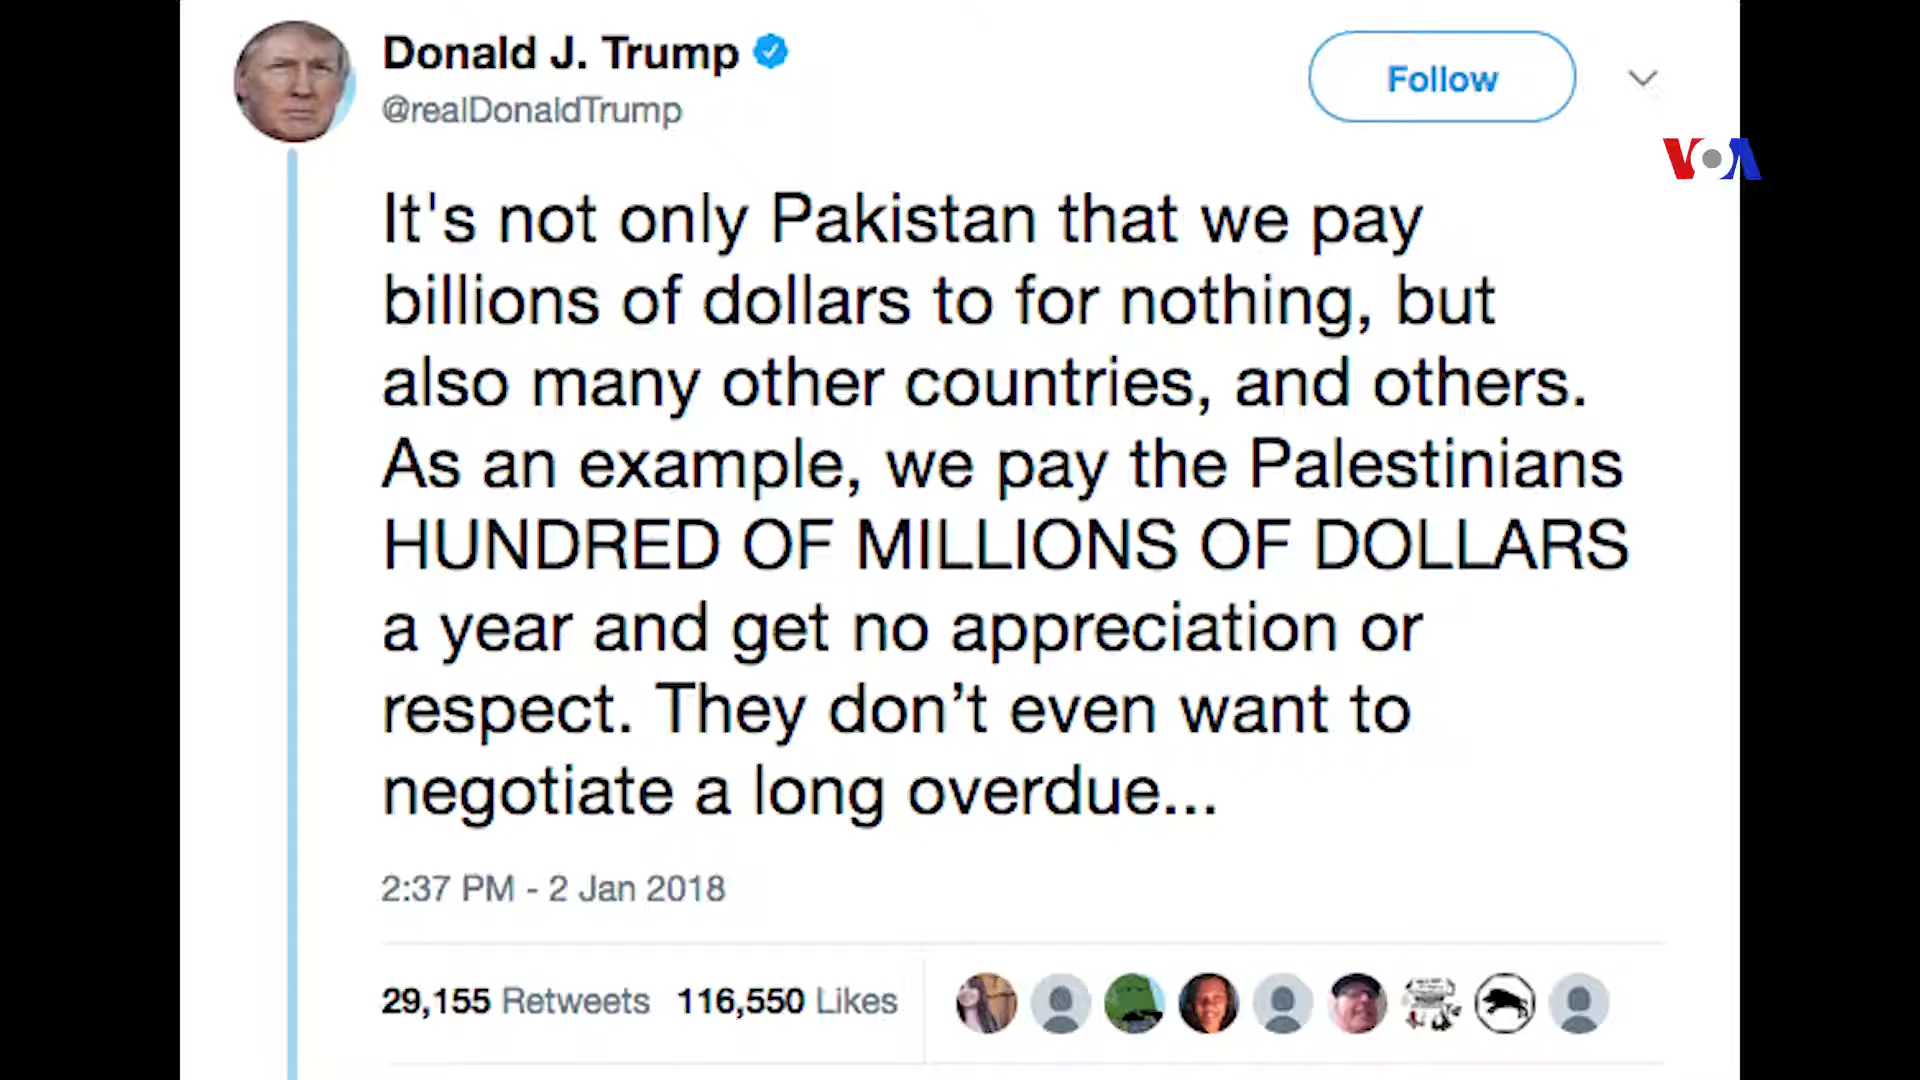 Donald J. Trump
@realDonaldTrump
Follow
VOA
It's not only Pakistan that we pay
billions of dollars to for nothing, but
also many other countries, and others.
As an example, we pay the Palestinians
HUNDRED OF MILLIONS OF DOLLARS
a year and get no appreciation or
respect. They don’t even want to
negotiate a long overdue...
2:37 PM - 2 Jan 2018
29,155 Retweets 116,550 Likes